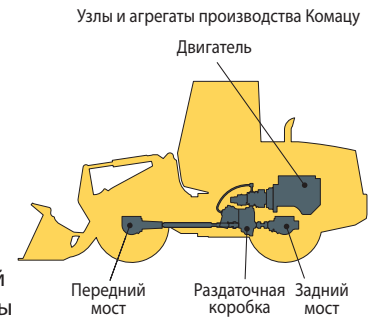 Узлы и агрегаты производства Комацу
Двигатель
й
ы
Передний
мост
Раздаточная
коробка
Задний
мост